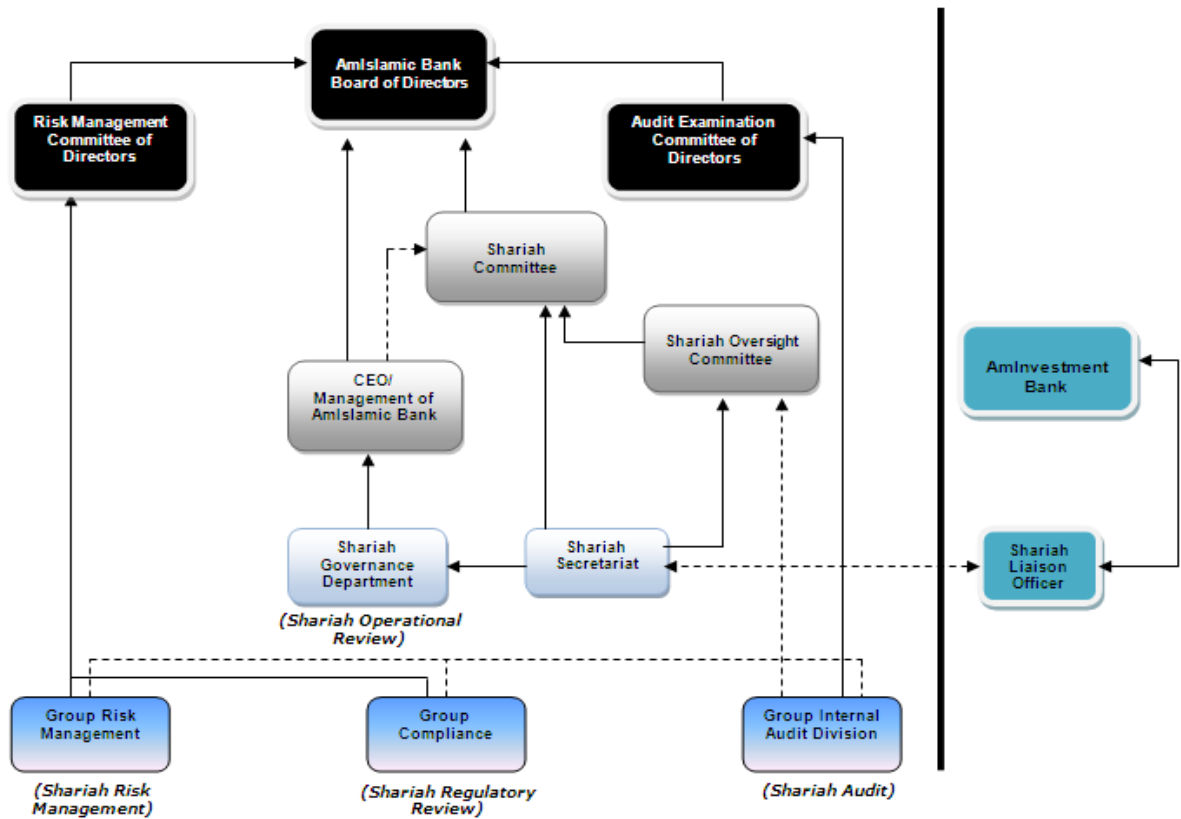 AmIslamic Bank
Board of Directors
Risk Management
Committee of
Directors
Audit Examination
Committee of
Directors
Shariah
Committee
Shariah Oversight
Committee
CEO/
Management of
AmIslamic Bank
AmInvestment
Bank
Shariah
Governance
Department
(Shariah Operational
Review)
Shariah
Secretariat
Shariah
Liaison
Officer
Group Risk
Management
(Shariah Risk
Management)
Group
Compliance
(Shariah Regulatory
Review)
Group Internal
Audit Division
(Shariah Audit)